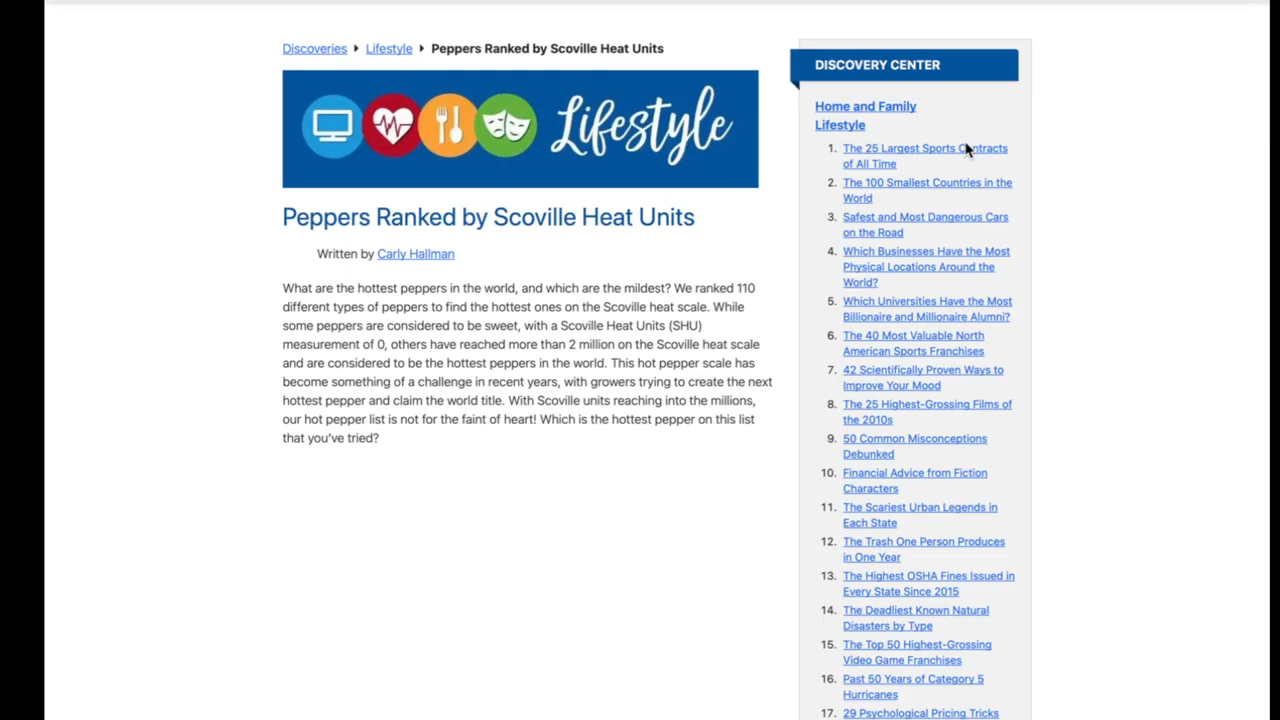 Discoveries Lifestyle Peppers Ranked by Scoville Heat Units
Lifestyle
Peppers Ranked by Scoville Heat Units
Written by Carly Hallman
What are the hottest peppers in the world, and which are the mildest? We ranked 110
different types of peppers to find the hottest ones on the Scoville heat scale. While
some peppers are considered to be sweet, with a Scoville Heat Units (SHU)
measurement of 0, others have reached more than 2 million on the Scoville heat scale
and are considered to be the hottest peppers in the world. This hot pepper scale has
become something of a challenge in recent years, with growers trying to create the next
hottest pepper and claim the world title. With Scoville units reaching into the millions,
our hot pepper list is not for the faint of heart! Which is the hottest pepper on this list
that you've tried?
DISCOVERY CENTER
Home and Family
Lifestyle
1. The 25 Largest Sports Contracts
of All Time
2. The 100 Smallest Countries in the
World
3. Safest and Most Dangerous Cars
on the Road
4. Which Businesses Have the Most
Physical Locations Around the
World?
5. Which Universities Have the Most
Billionaire and Millionaire Alumni?
6. The 40 Most Valuable North
American Sports Franchises
7. 42 Scientifically Proven Ways to
Improve Your Mood
8. The 25 Highest-Grossing Films of
the 2010s
9. 50 Common Misconceptions
Debunked
10. Financial Advice from Fiction
Characters
11. The Scariest Urban Legends in
Each State
12. The Trash One Person Produces
in One Year
13. The Highest OSHA Fines Issued in
Every State Since 2015
14. The Deadliest Known Natural
Disasters by Type
15. The Top 50 Highest-Grossing
Video Game Franchises
16. Past 50 Years of Category 5
Hurricanes
17. 29 Psychological Pricing Tricks